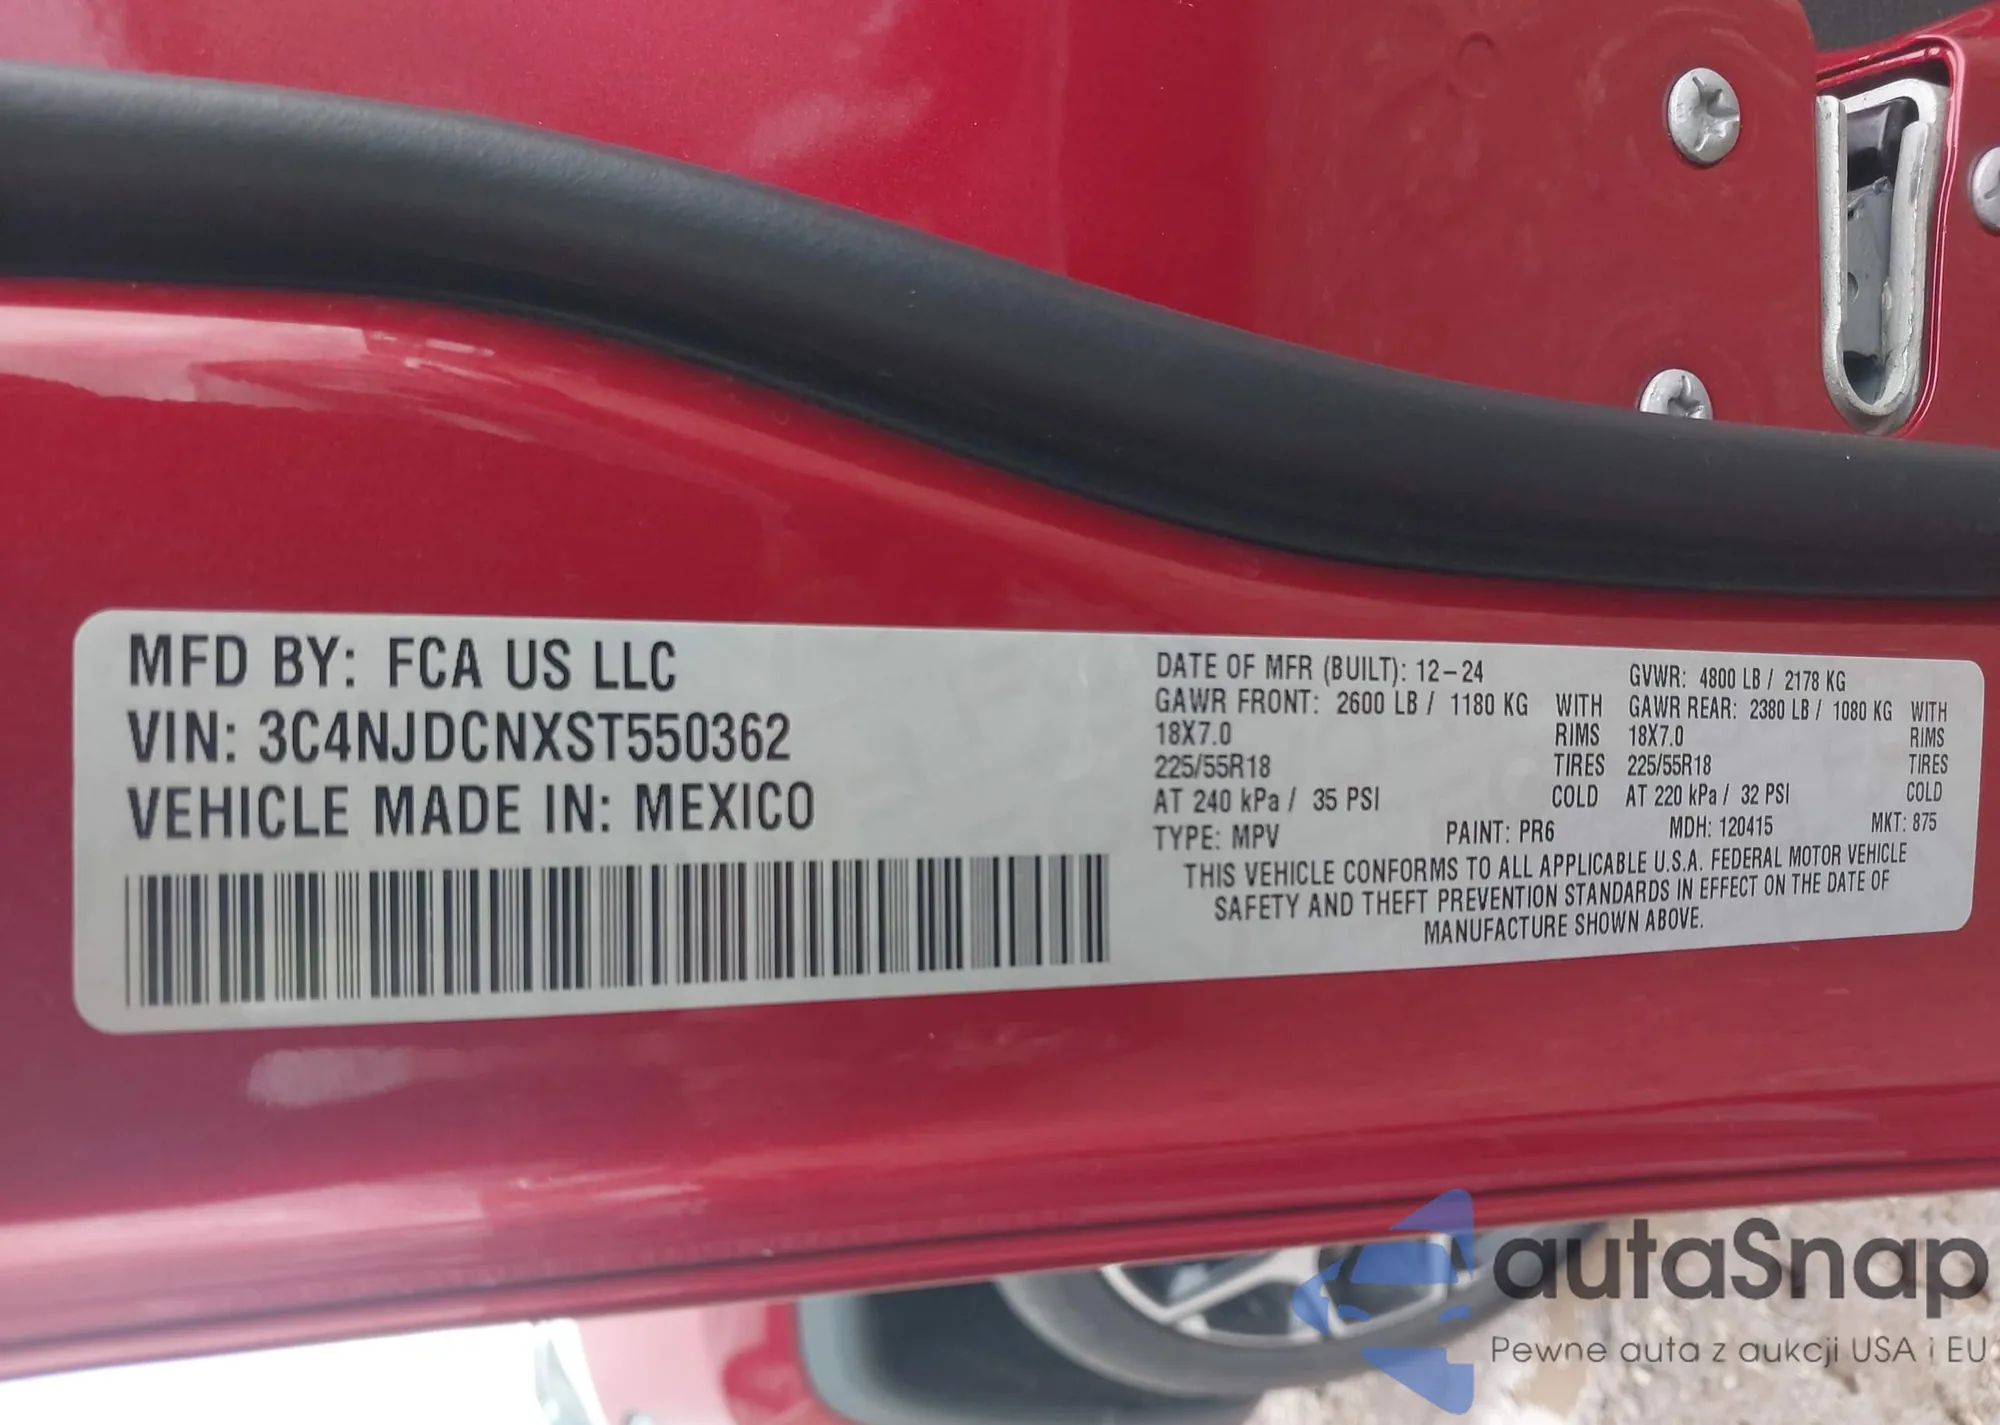 MFD BY: FCA US LLC
VIN: 3C4NJDCNXST550362
VEHICLE MADE IN: MEXICO
DATE OF MFR (BUILT): 12-24 GVWR: 4800 LB / 2178 KG
GAWR FRONT: 2600 LB / 1180 KG WITH GAWR REAR: 2380 LB / 1080 KG WITH
18X7.0 RIMS 18X7.0 RIMS
225/55R18 TIRES 225/55R18 TIRES
AT 240 kPa / 35 PSI COLD AT 220 kPa / 32 PSI COLD
TYPE: MPV PAINT: PR6 MDH: 120415 MKT: 875
THIS VEHICLE CONFORMS TO ALL APPLICABLE U.S.A. FEDERAL MOTOR VEHICLE
SAFETY AND THEFT PREVENTION STANDARDS IN EFFECT ON THE DATE OF
MANUFACTURE SHOWN ABOVE.
autaSnap
Pewne auta z aukcji USA i EU